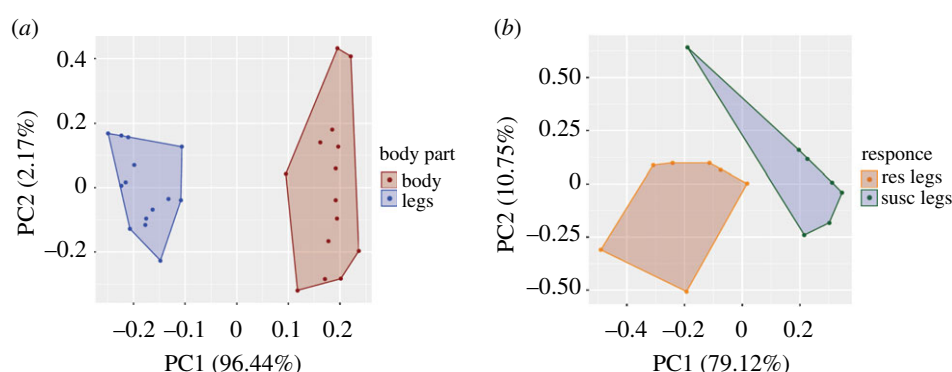 (a)
0.4
0.2
0
−0.2
PC2 (2.17%)
−0.2 −0.1 0 0.1 0.2
PC1 (96.44%)
body part
body
legs
(b)
0.50
0.25
0
−0.25
−0.50
PC2 (10.75%)
−0.4 −0.2 0 0.2
PC1 (79.12%)
responce
res legs
susc legs